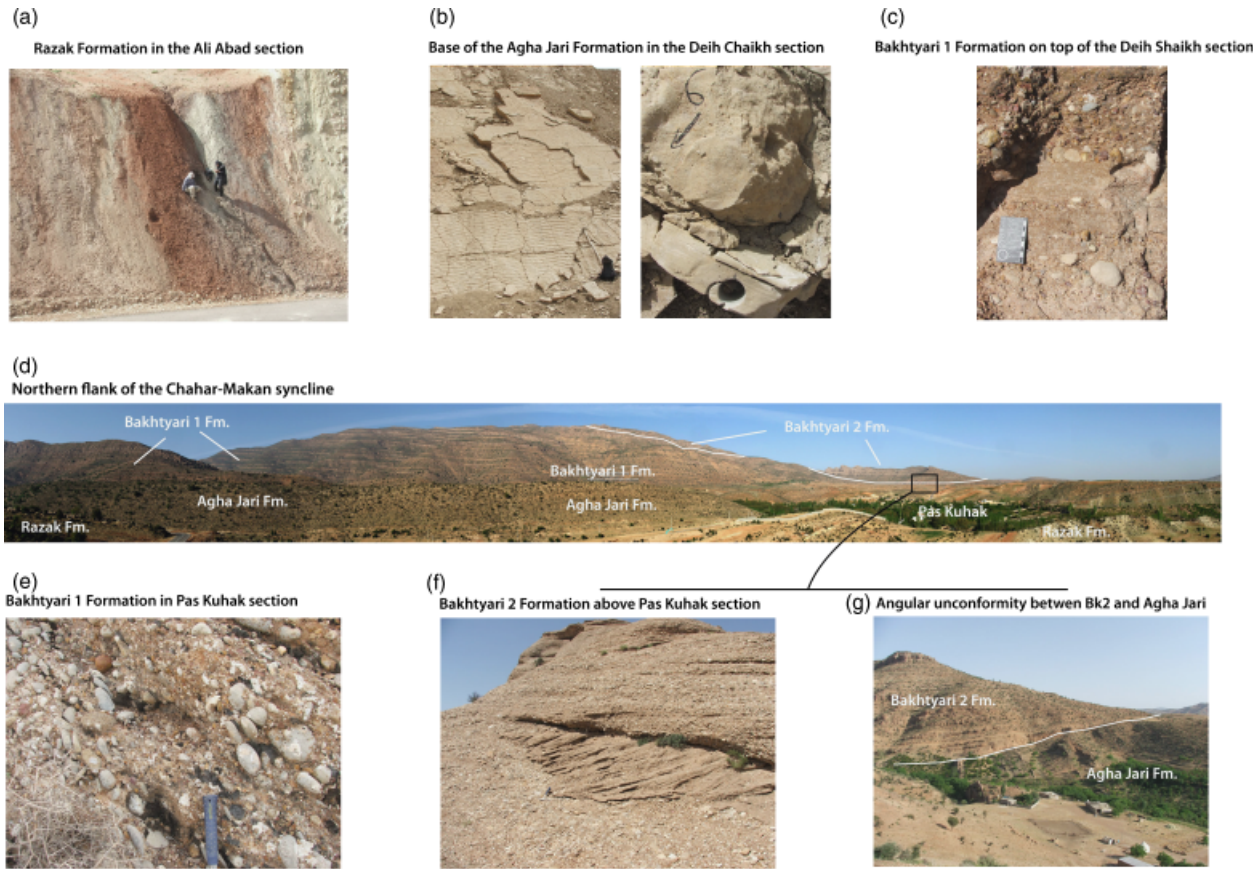 (a)
Razak Formation in the Ali Abad section
(b)
Base of the Agha Jari Formation in the Deih Chaikh section
(c)
Bakhtyari 1 Formation on top of the Deih Shaikh section
(d)
Northern flank of the Chahar-Makan syncline
Bakhtyari 1 Fm.
Bakhtyari 2 Fm.
Bakhtyari 1 Fm.
Agha Jari Fm.
Agha Jari Fm.
Pas Kuhak
Razak Fm.
Razak Fm.
(e)
Bakhtyari 1 Formation in Pas Kuhak section
(f)
Bakhtyari 2 Formation above Pas Kuhak section
(g)
Angular unconformity betwen Bk2 and Agha Jari
Bakhtyari 2 Fm.
Agha Jari Fm.